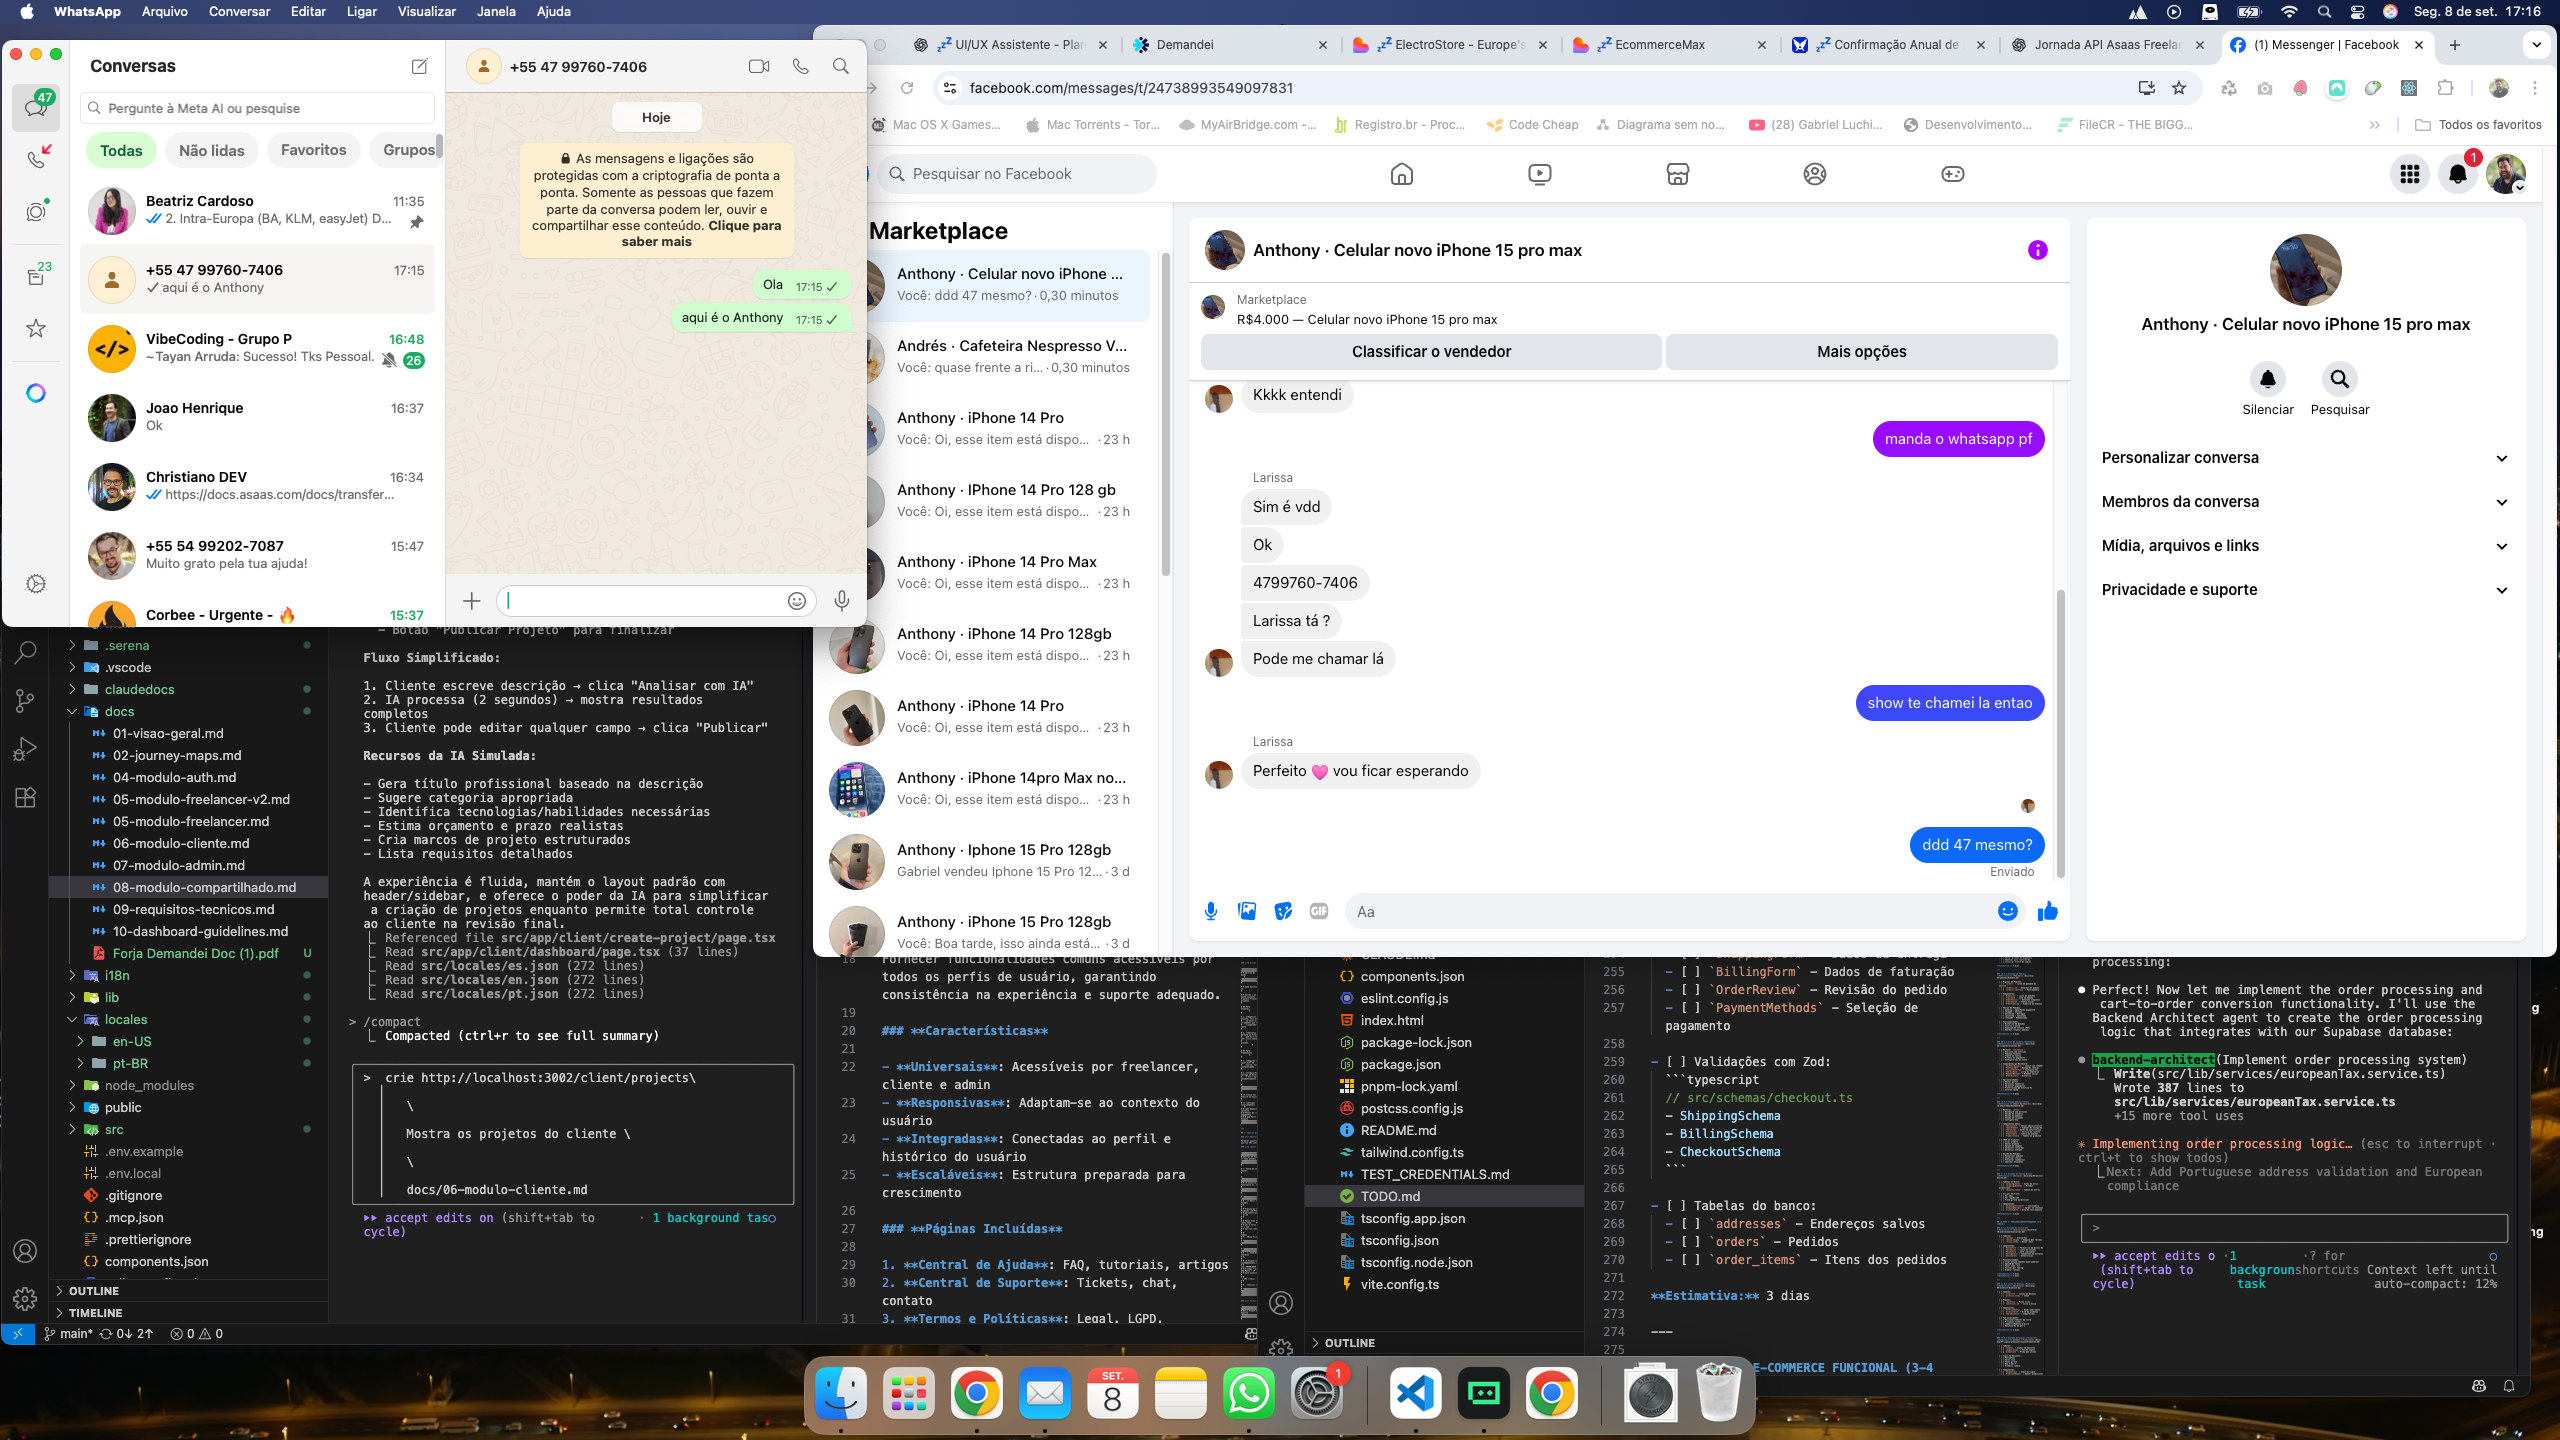 WhatsApp Arquivo Conversar Editar Ligar Visualizar Janela Ajuda
Seg. 8 de set. 17:16
Conversas
47
23
Pergunte à Meta AI ou pesquise
Todas Não lidas Favoritos Grupos
Beatriz Cardoso 11:35
2. Intra-Europa (BA, KLM, easyJet) D...
+55 47 99760-7406 17:15
aqui é o Anthony
VibeCoding - Grupo P 16:48
~Tayan Arruda: Sucesso! Tks Pessoal. 26
Joao Henrique 16:37
Ok
Christiano DEV 16:34
https://docs.asaas.com/docs/transfer...
+55 54 99202-7087 15:47
Muito grato pela tua ajuda!
Corbee - Urgente - 🔥 15:37
+55 47 99760-7406
Hoje
As mensagens e ligações são
protegidas com a criptografia de ponta a
ponta. Somente as pessoas que fazem
parte da conversa podem ler, ouvir e
compartilhar esse conteúdo. Clique para
saber mais
Ola 17:15
aqui é o Anthony 17:15
UI/UX Assistente - Plan
Demandei
ElectroStore - Europe's
EcommerceMax
Confirmação Anual de
Jornada API Asaas Freelan
(1) Messenger | Facebook
facebook.com/messages/t/24738993549097831
Mac OS X Games...
Mac Torrents - Tor...
MyAirBridge.com -...
Registro.br - Proc...
Code Cheap
Diagrama sem no...
(28) Gabriel Luchi...
Desenvolvimento...
FileCR - THE BIGG...
Todos os favoritos
Pesquisar no Facebook
1
Marketplace
Anthony · Celular novo iPhone ...
Você: ddd 47 mesmo? · 0,30 minutos
Andrés · Cafeteira Nespresso V...
Você: quase frente a ri... · 0,30 minutos
Anthony · iPhone 14 Pro
Você: Oi, esse item está dispo... · 23 h
Anthony · IPhone 14 Pro 128 gb
Você: Oi, esse item está dispo... · 23 h
Anthony · iPhone 14 Pro Max
Você: Oi, esse item está dispo... · 23 h
Anthony · iPhone 14 Pro 128gb
Você: Oi, esse item está dispo... · 23 h
Anthony · iPhone 14 Pro
Você: Oi, esse item está dispo... · 23 h
Anthony · iPhone 14pro Max no...
Você: Oi, esse item está dispo... · 23 h
Anthony · Iphone 15 Pro 128gb
Gabriel vendeu Iphone 15 Pro 12... · 3 d
Anthony · iPhone 15 Pro 128gb
Você: Boa tarde, isso ainda está... · 3 d
Anthony · Celular novo iPhone 15 pro max
Marketplace
R$4.000 — Celular novo iPhone 15 pro max
Classificar o vendedor
Mais opções
Kkkk entendi
manda o whatsapp pf
Larissa
Sim é vdd
Ok
4799760-7406
Larissa tá ?
Pode me chamar lá
show te chamei la entao
Larissa
Perfeito 🩷 vou ficar esperando
ddd 47 mesmo?
Enviado
Aa
GIF
Anthony · Celular novo iPhone 15 pro max
Silenciar Pesquisar
Personalizar conversa
Membros da conversa
Mídia, arquivos e links
Privacidade e suporte
.serena
.vscode
claudedocs
docs
01-visao-geral.md
02-journey-maps.md
04-modulo-auth.md
05-modulo-freelancer-v2.md
05-modulo-freelancer.md
06-modulo-cliente.md
07-modulo-admin.md
08-modulo-compartilhado.md
09-requisitos-tecnicos.md
10-dashboard-guidelines.md
Forja Demandei Doc (1).pdf U
i18n
lib
locales
en-US
pt-BR
node_modules
public
src
.env.example
.env.local
.gitignore
.mcp.json
.prettierignore
components.json
OUTLINE
TIMELINE
main* 0↓ 2↑ 0 0
- Botão "Publicar Projeto" para finalizar
Fluxo Simplificado:
1. Cliente escreve descrição → clica "Analisar com IA"
2. IA processa (2 segundos) → mostra resultados
completos
3. Cliente pode editar qualquer campo → clica "Publicar"
Recursos da IA Simulada:
- Gera título profissional baseado na descrição
- Sugere categoria apropriada
- Identifica tecnologias/habilidades necessárias
- Estima orçamento e prazo realistas
- Cria marcos de projeto estruturados
- Lista requisitos detalhados
A experiência é fluida, mantém o layout padrão com
header/sidebar, e oferece o poder da IA para simplificar
a criação de projetos enquanto permite total controle
ao cliente na revisão final.
Referenced file src/app/client/create-project/page.tsx
Read src/app/client/dashboard/page.tsx (37 lines)
Read src/locales/es.json (272 lines)
Read src/locales/en.json (272 lines)
Read src/locales/pt.json (272 lines)
> /compact
Compacted (ctrl+r to see full summary)
> crie http://localhost:3002/client/projects\
\
Mostra os projetos do cliente \
\
docs/06-modulo-cliente.md
accept edits on (shift+tab to cycle) · 1 background tas
18 Fornecer funcionalidades comuns acessíveis por
todos os perfis de usuário, garantindo
consistência na experiência e suporte adequado.
19
20 ### **Características**
21
22 - **Universais**: Acessíveis por freelancer,
cliente e admin
23 - **Responsivas**: Adaptam-se ao contexto do
usuário
24 - **Integradas**: Conectadas ao perfil e
histórico do usuário
25 - **Escaláveis**: Estrutura preparada para
crescimento
26
27 ### **Páginas Incluídas**
28
29 1. **Central de Ajuda**: FAQ, tutoriais, artigos
30 2. **Central de Suporte**: Tickets, chat,
contato
31 3. **Termos e Políticas**: Legal, LGPD,
components.json
eslint.config.js
index.html
package-lock.json
package.json
pnpm-lock.yaml
postcss.config.js
README.md
tailwind.config.ts
TEST_CREDENTIALS.md
TODO.md
tsconfig.app.json
tsconfig.json
tsconfig.node.json
vite.config.ts
OUTLINE
255 - [ ] `BillingForm` - Dados de faturação
256 - [ ] `OrderReview` - Revisão do pedido
257 - [ ] `PaymentMethods` - Seleção de
pagamento
258
259 - [ ] Validações com Zod:
260 ```typescript
261 // src/schemas/checkout.ts
262 - ShippingSchema
263 - BillingSchema
264 - CheckoutSchema
265 ```
266
267 - [ ] Tabelas do banco:
268 - [ ] `addresses` - Endereços salvos
269 - [ ] `orders` - Pedidos
270 - [ ] `order_items` - Itens dos pedidos
271
272 **Estimativa:** 3 dias
273
274 ---
275
E-COMMERCE FUNCIONAL (3-4
processing:
Perfect! Now let me implement the order processing and
cart-to-order conversion functionality. I'll use the
Backend Architect agent to create the order processing
logic that integrates with our Supabase database:
backend-architect(Implement order processing system)
Write(src/lib/services/europeanTax.service.ts)
Wrote 387 lines to
src/lib/services/europeanTax.service.ts
+15 more tool uses
Implementing order processing logic… (esc to interrupt ·
ctrl+t to show todos)
Next: Add Portuguese address validation and European
compliance
>
accept edits o ·1 ·? for
(shift+tab to backgroun shortcuts Context left until
cycle) task auto-compact: 12%
SET.
8
1